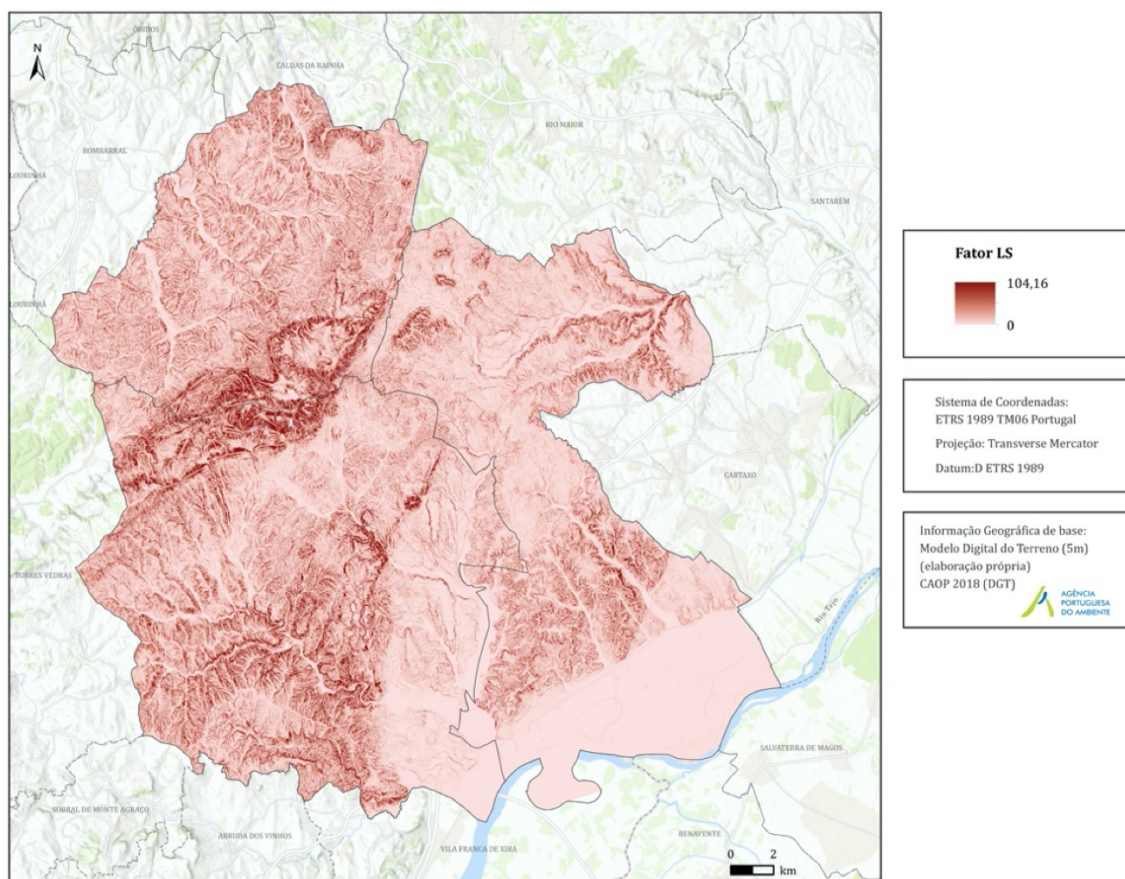 ÓBIDOS
N
CALDAS DA RAINHA
RIO MAIOR
BOMBARRAL
LOURINHÃ
SANTARÉM
LOURINHÃ
CARTAXO
TORRES VEDRAS
Rio Tejo
SALVATERRA DE MAGOS
SOBRAL DE MONTE AGRAÇO
ARRUDA DOS VINHOS
BENAVENTE
VILA FRANCA DE XIRA
0 2
km
Fator LS
104,16
0
Sistema de Coordenadas:
ETRS 1989 TM06 Portugal
Projeção: Transverse Mercator
Datum:D ETRS 1989
Informação Geográfica de base:
Modelo Digital do Terreno (5m)
(elaboração própria)
CAOP 2018 (DGT)
AGÊNCIA
PORTUGUESA
DO AMBIENTE